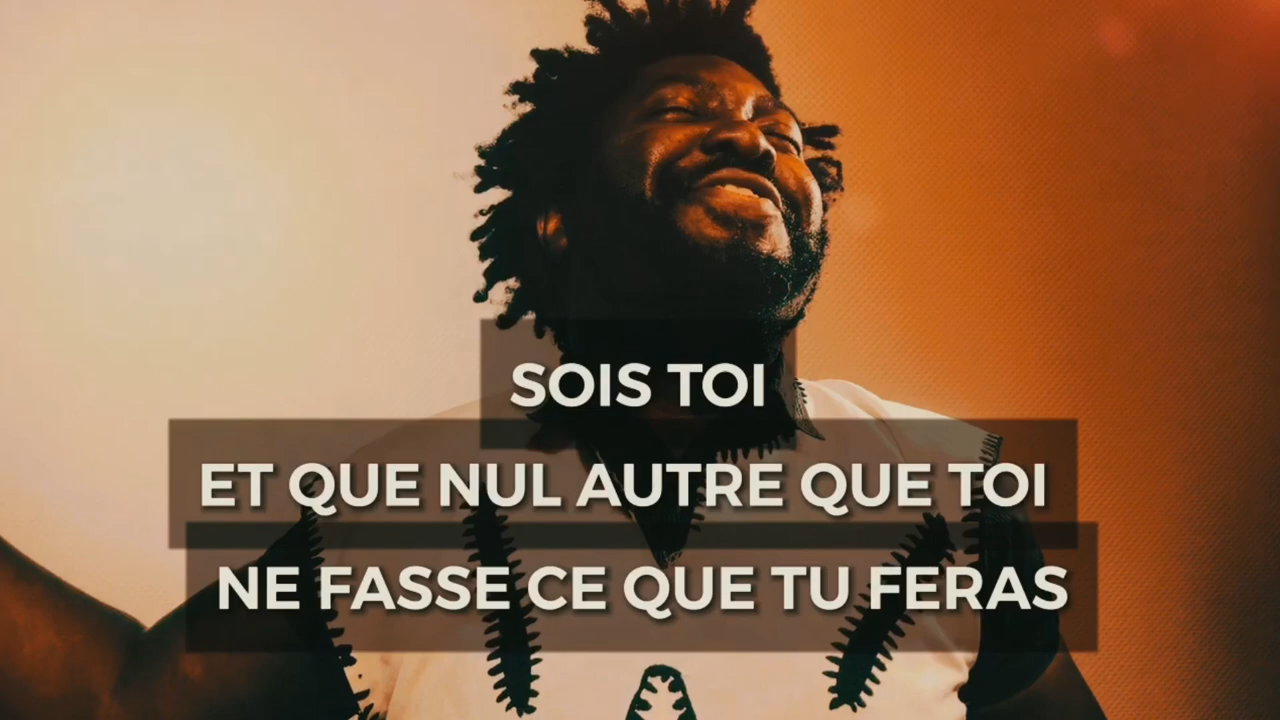 SOIS TOI
ET QUE NUL AUTRE QUE TOI
NE FASSE CE QUE TU FERAS